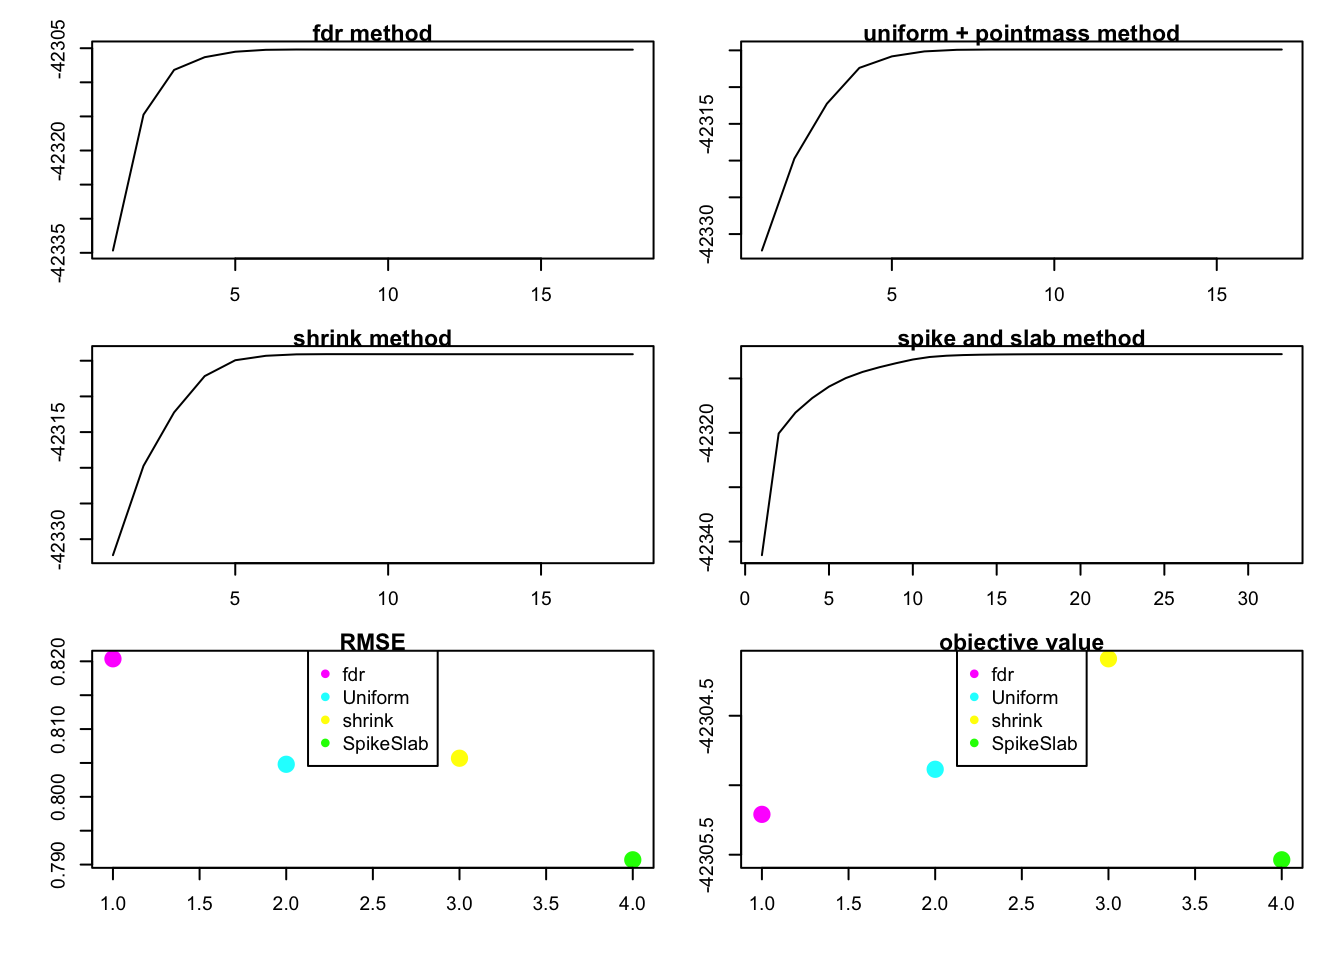 fdr method
-42305
-42320
-42335
5 10 15
uniform + pointmass method
-42315
-42330
5 10 15
shrink method
-42315
-42330
5 10 15
spike and slab method
-42320
-42340
0 5 10 15 20 25 30
RMSE
0.820
0.810
0.800
0.790
fdr
Uniform
shrink
SpikeSlab
1.0 1.5 2.0 2.5 3.0 3.5 4.0
objective value
-42304.5
-42305.5
fdr
Uniform
shrink
SpikeSlab
1.0 1.5 2.0 2.5 3.0 3.5 4.0